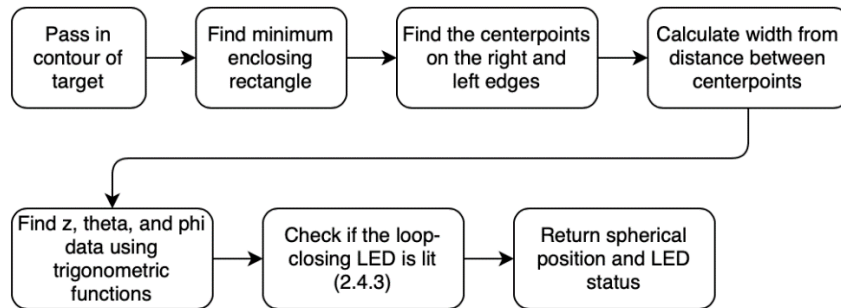 Pass in
contour of
target
Find minimum
enclosing
rectangle
Find the centerpoints
on the right and
left edges
Calculate width from
distance between
centerpoints
Find z, theta, and phi
data using
trigonometric
functions
Check if the loop-
closing LED is lit
(2.4.3)
Return spherical
position and LED
status